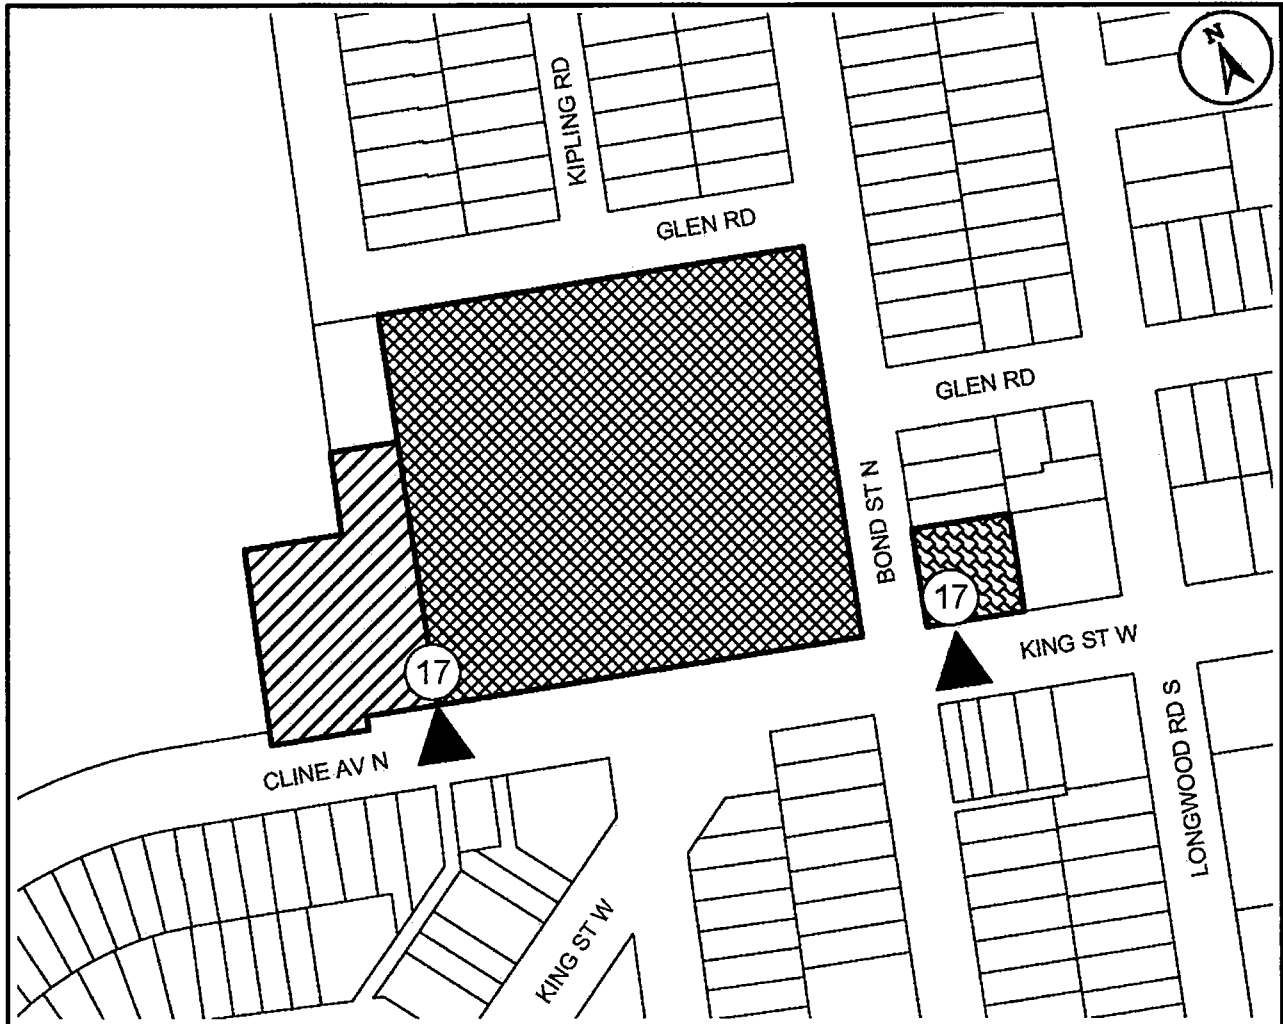 N
KIPLING RD
GLEN RD
GLEN RD
BOND ST N
17
17
KING ST W
CLINE AV N
LONGWOOD RD S
KING ST W